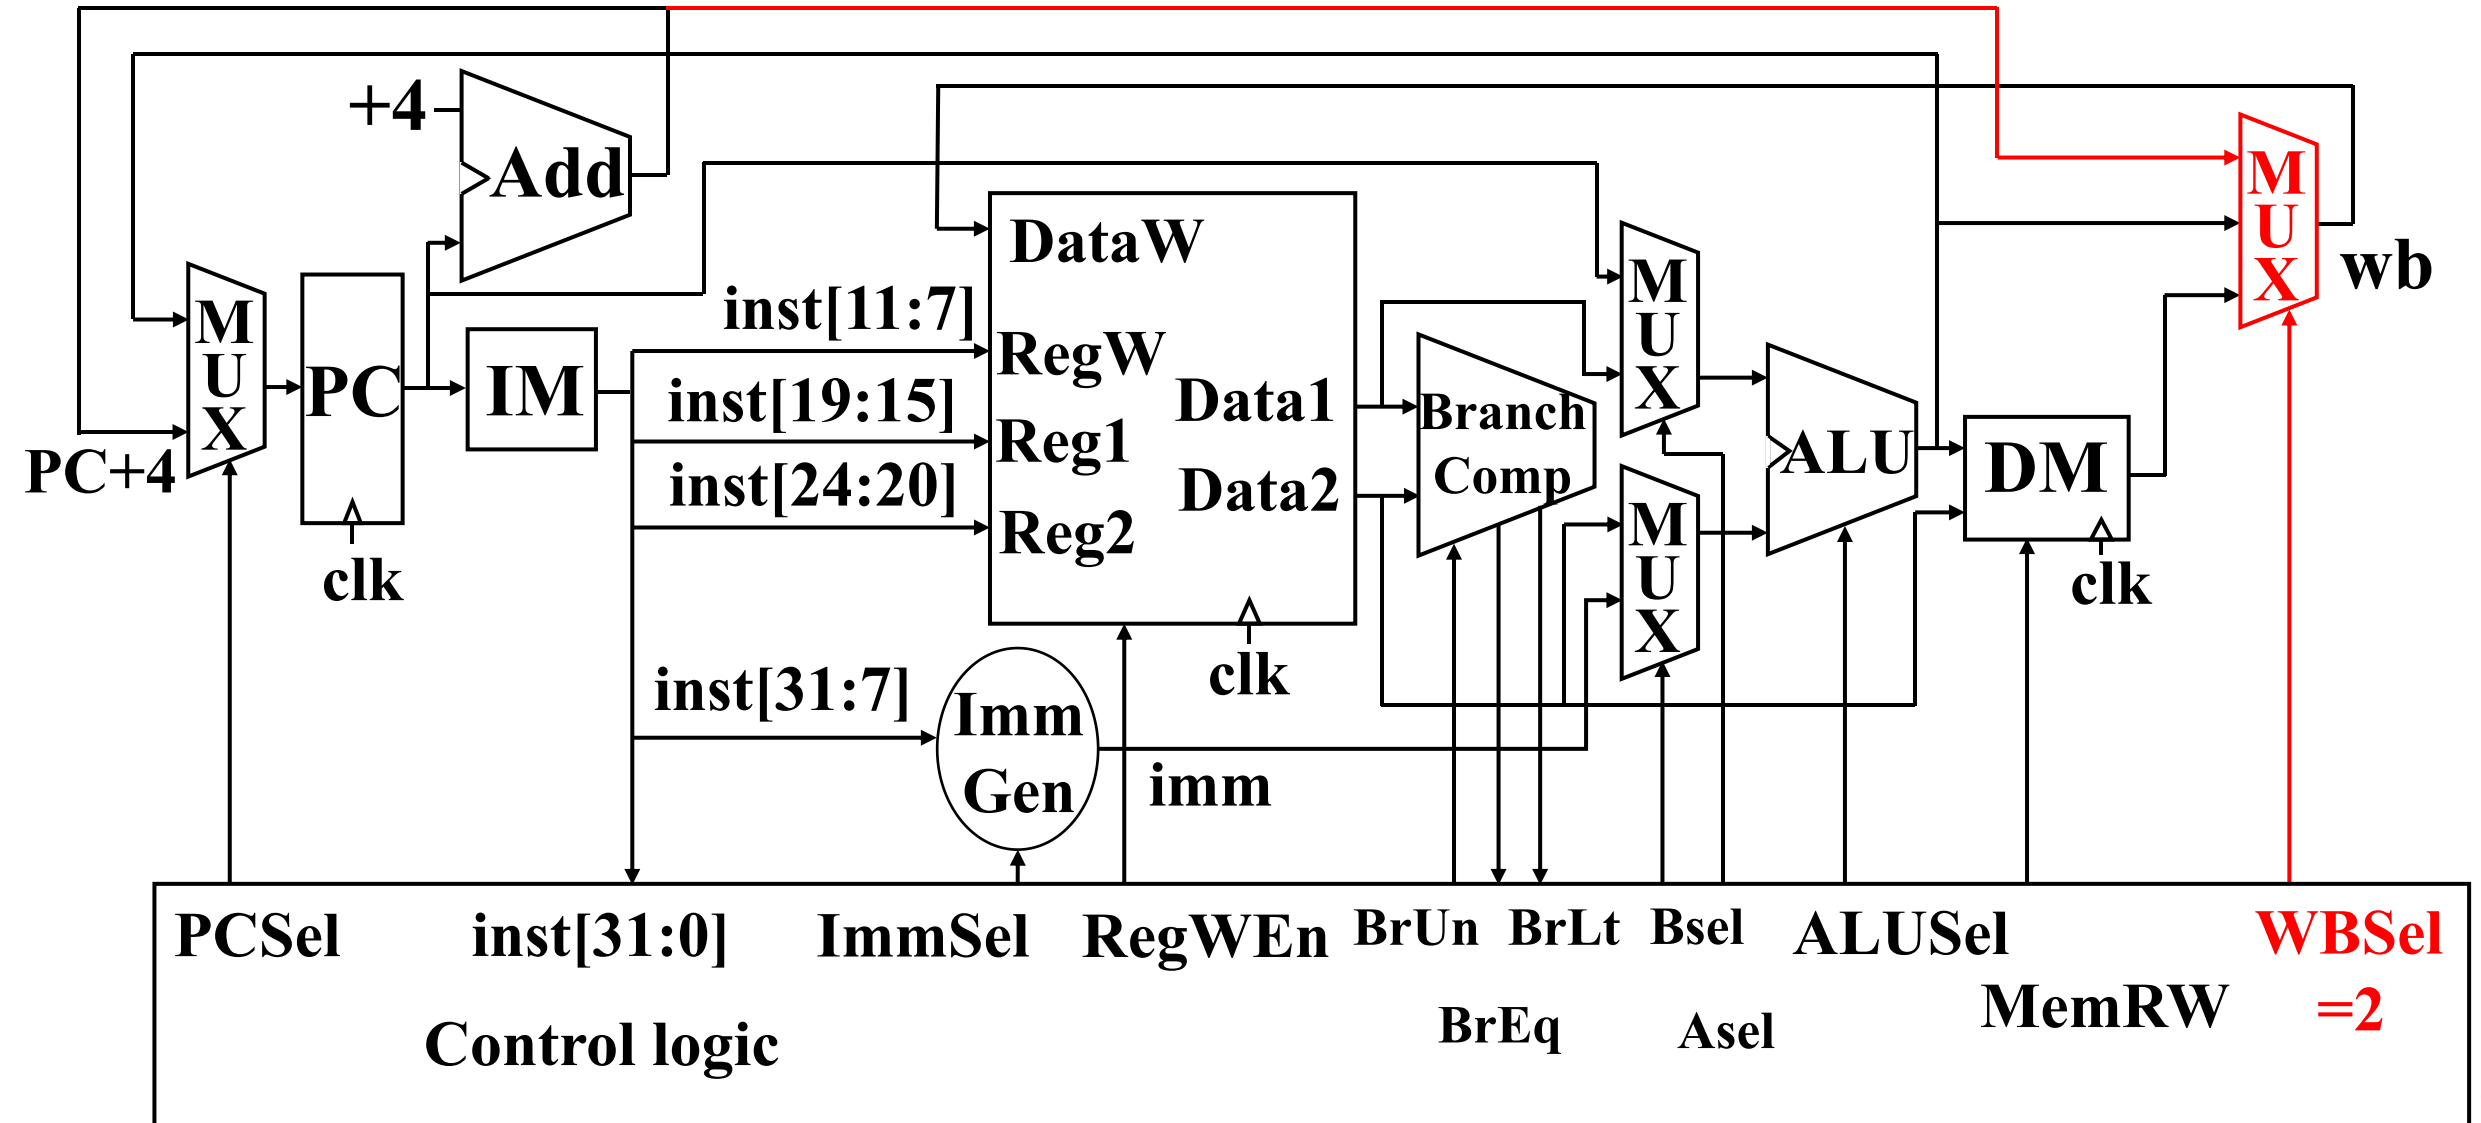 +4
Add
MUX
PC+4
PC
clk
IM
inst[11:7]
inst[19:15]
inst[24:20]
inst[31:7]
DataW
RegW
Reg1
Reg2
Data1
Data2
clk
Imm
Gen
imm
Branch
Comp
MUX
MUX
ALU
DM
clk
MUX
wb
PCSel
inst[31:0]
ImmSel
RegWEn
BrUn
BrLt
Bsel
ALUSel
WBSel
=2
MemRW
BrEq
Asel
Control logic